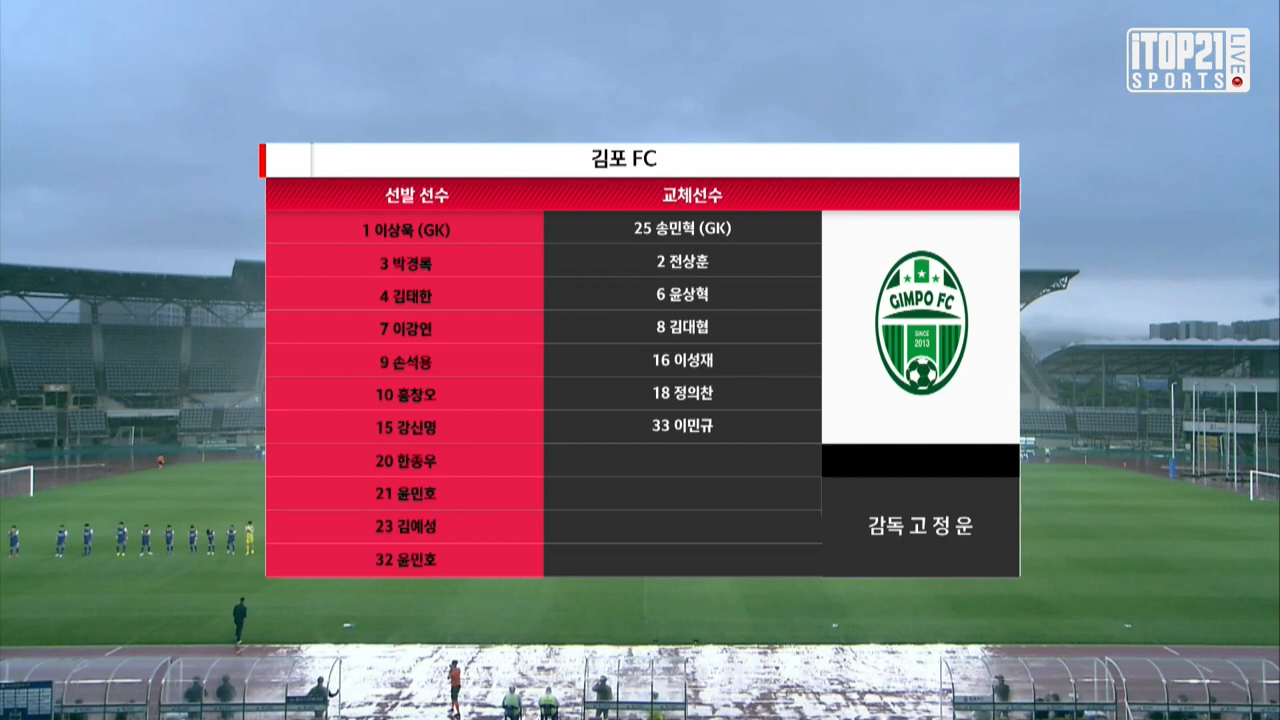 iTOP21
SPORTS
LIVE
김포 FC
선발 선수
교체선수
1 이상욱 (GK)
3 박경록
4 김태한
7 이강연
9 손석용
10 홍창오
15 강신명
20 한종우
21 윤민호
23 김예성
32 윤민호
25 송민혁 (GK)
2 전상훈
6 윤상혁
8 김대협
16 이성재
18 정의찬
33 이민규
GIMPO FC
SINCE
2013
감독 고 정 운